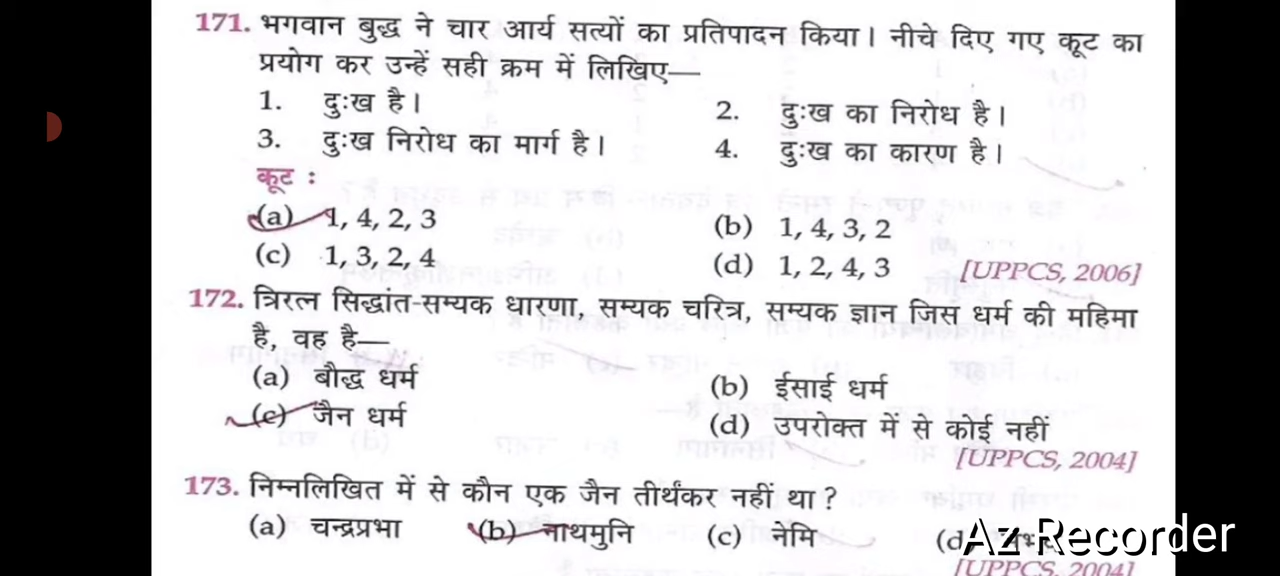 171. भगवान बुद्ध ने चार आर्य सत्यों का प्रतिपादन किया। नीचे दिए गए कूट का
प्रयोग कर उन्हें सही क्रम में लिखिए—
1. दुःख है। 2. दुःख का निरोध है।
3. दुःख निरोध का मार्ग है। 4. दुःख का कारण है।
कूट :
(a) 1, 4, 2, 3 (b) 1, 4, 3, 2
(c) 1, 3, 2, 4 (d) 1, 2, 4, 3 [UPPCS, 2006]
172. त्रिरत्न सिद्धांत-सम्यक धारणा, सम्यक चरित्र, सम्यक ज्ञान जिस धर्म की महिमा
है, वह है—
(a) बौद्ध धर्म (b) ईसाई धर्म
(c) जैन धर्म (d) उपरोक्त में से कोई नहीं
[UPPCS, 2004]
173. निम्नलिखित में से कौन एक जैन तीर्थंकर नहीं था?
(a) चन्द्रप्रभा (b) नाथमुनि (c) नेमि (d)
Az Recorder
[UPPCS, 2004]